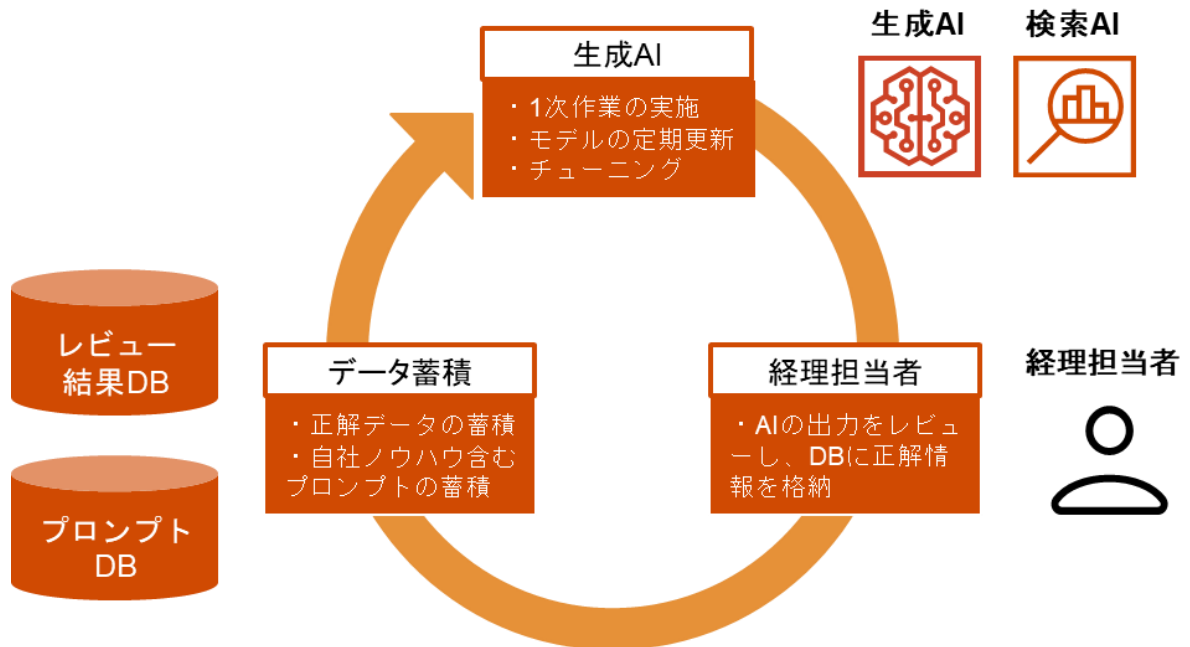 生成AI
・1次作業の実施
・モデルの定期更新
・チューニング
生成AI
検索AI
レビュー
結果DB
プロンプト
DB
データ蓄積
・正解データの蓄積
・自社ノウハウ含む
プロンプトの蓄積
経理担当者
・AIの出力をレビュ
ーし、DBに正解情
報を格納
経理担当者